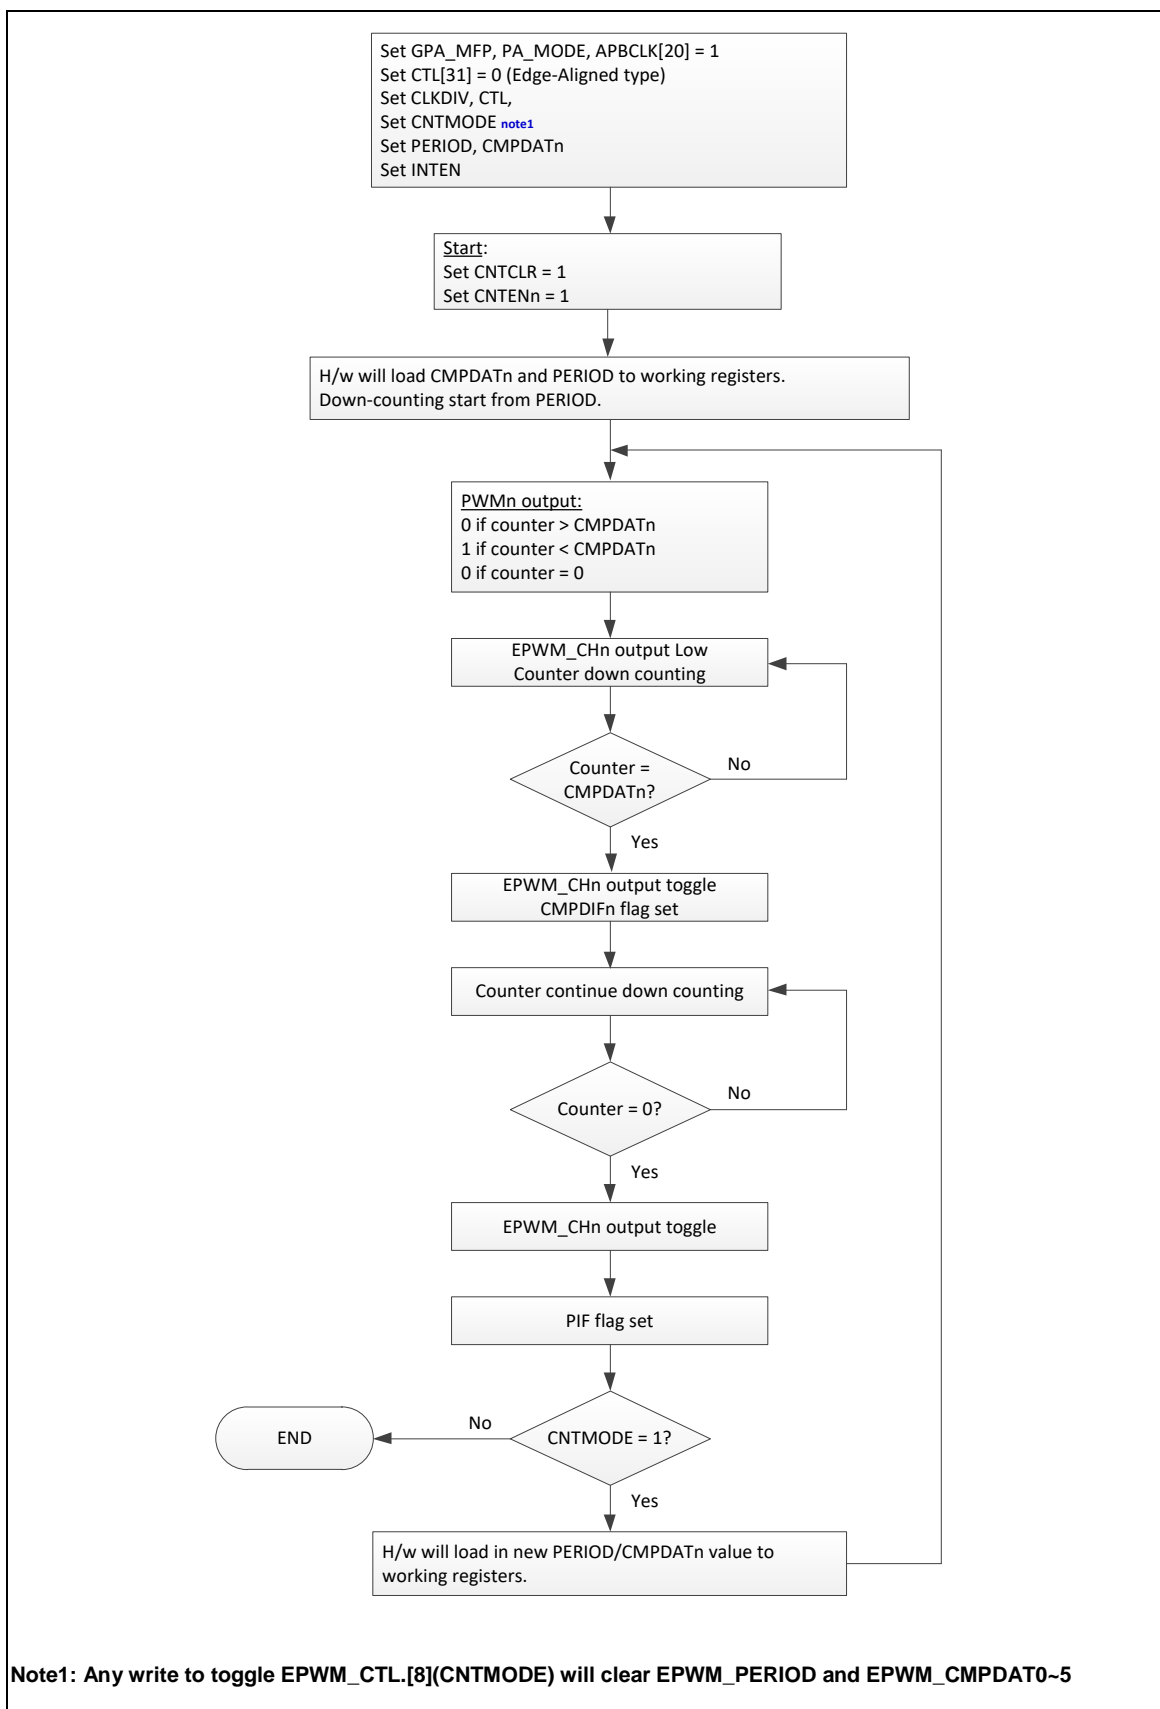 Set GPA_MFP, PA_MODE, APBCLK[20] = 1
Set CTL[31] = 0 (Edge-Aligned type)
Set CLKDIV, CTL,
Set CNTMODE note1
Set PERIOD, CMPDATn
Set INTEN
Start:
Set CNTCLR = 1
Set CNTENn = 1
H/w will load CMPDATn and PERIOD to working registers.
Down-counting start from PERIOD.
PWMn output:
0 if counter > CMPDATn
1 if counter < CMPDATn
0 if counter = 0
EPWM_CHn output Low
Counter down counting
Counter =
CMPDATn?
No
Yes
EPWM_CHn output toggle
CMPDIFn flag set
Counter continue down counting
Counter = 0?
No
Yes
EPWM_CHn output toggle
PIF flag set
CNTMODE = 1?
No
END
Yes
H/w will load in new PERIOD/CMPDATn value to
working registers.
Note1: Any write to toggle EPWM_CTL.[8](CNTMODE) will clear EPWM_PERIOD and EPWM_CMPDAT0~5